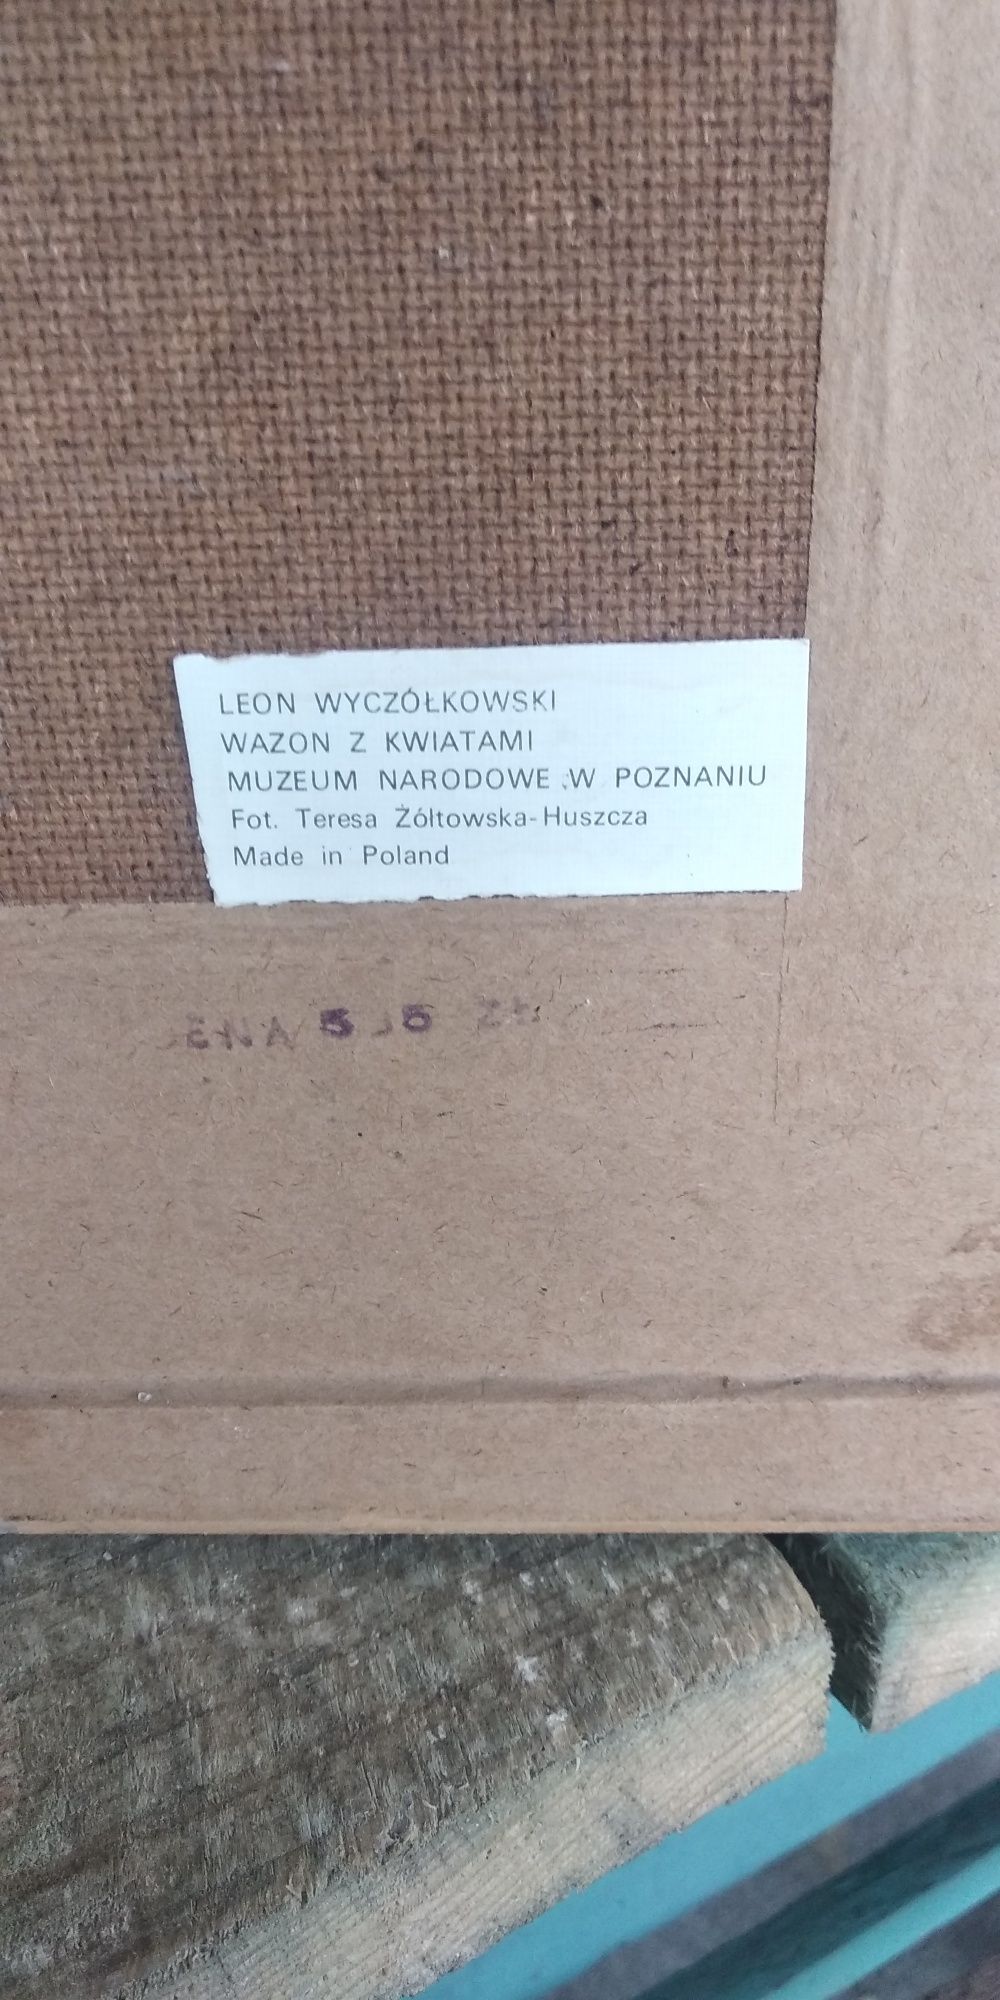 LEON WYCZÓŁKOWSKI
WAZON Z KWIATAMI
MUZEUM NARODOWE W POZNANIU
Fot. Teresa Żółtowska-Huszcza
Made in Poland